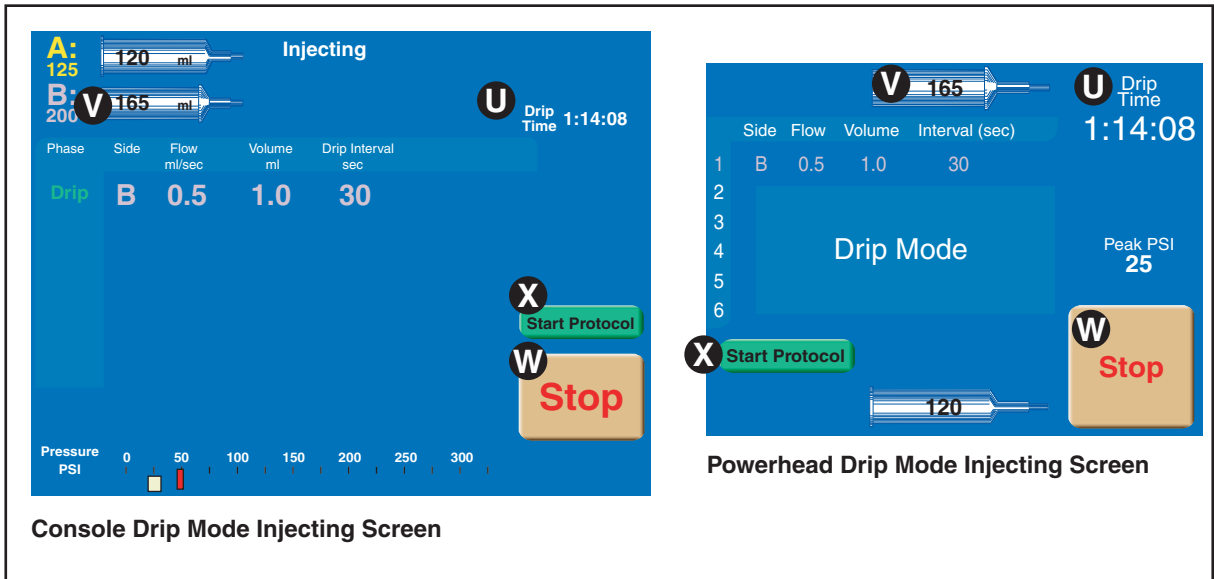 A:
125
120 ml
Injecting
B:
200
V
165 ml
U
Drip Time 1:14:08
Phase Side Flow ml/sec Volume ml Drip Interval sec
Drip B 0.5 1.0 30
X
Start Protocol
W
Stop
Pressure PSI 0 50 100 150 200 250 300
Console Drip Mode Injecting Screen
V
165
U
Drip Time
1:14:08
Side Flow Volume Interval (sec)
1 B 0.5 1.0 30
2
3
4
5
6
Drip Mode
Peak PSI
25
X
Start Protocol
W
Stop
120
Powerhead Drip Mode Injecting Screen